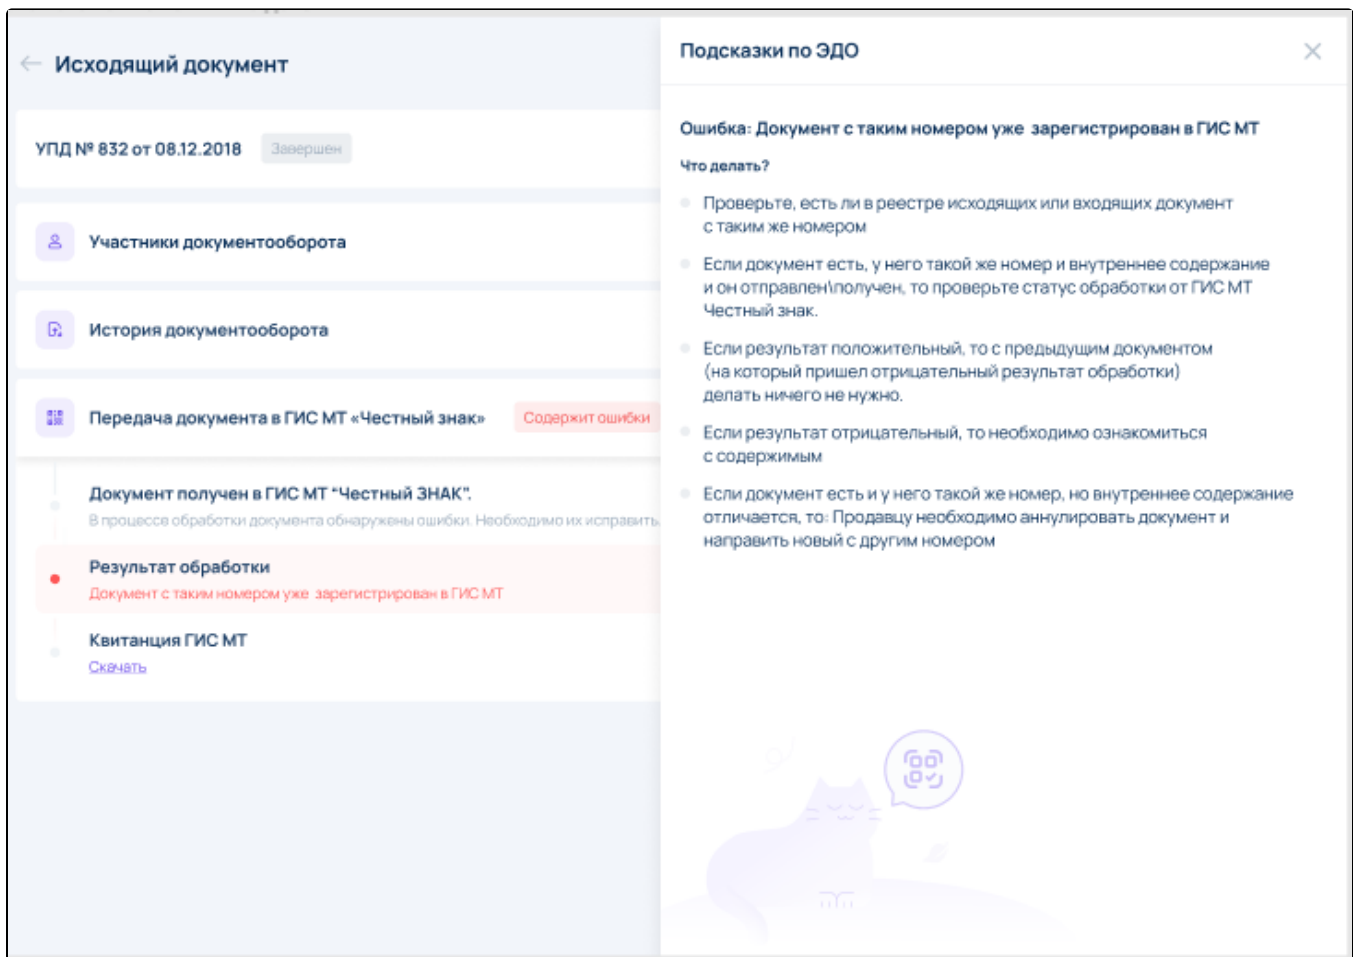 Исходящий документ
УПД № 832 от 08.12.2018
Завершен
Участники документооборота
История документооборота
Передача документа в ГИС МТ «Честный знак»
Содержит ошибки
Документ получен в ГИС МТ “Честный ЗНАК”.
В процессе обработки документа обнаружены ошибки. Необходимо их исправить.
Результат обработки
Документ с таким номером уже зарегистрирован в ГИС МТ
Квитанция ГИС МТ
Скачать
Подсказки по ЭДО
Ошибка: Документ с таким номером уже зарегистрирован в ГИС МТ
Что делать?
Проверьте, есть ли в реестре исходящих или входящих документ
с таким же номером
Если документ есть, у него такой же номер и внутреннее содержание
и он отправлен\получен, то проверьте статус обработки от ГИС МТ
Честный знак.
Если результат положительный, то с предыдущим документом
(на который пришел отрицательный результат обработки)
делать ничего не нужно.
Если результат отрицательный, то необходимо ознакомиться
с содержимым
Если документ есть и у него такой же номер, но внутреннее содержание
отличается, то: Продавцу необходимо аннулировать документ и
направить новый с другим номером